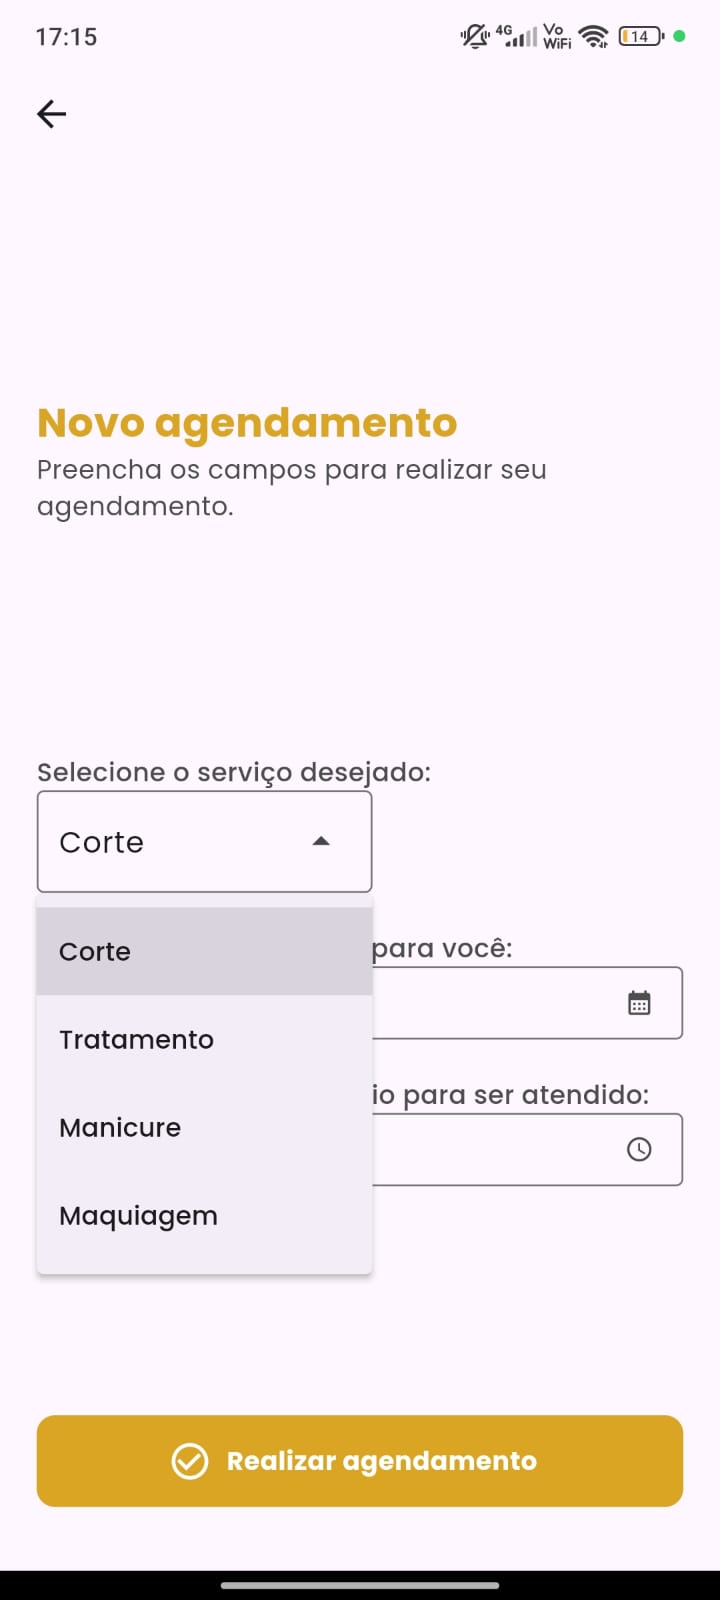 17:15
4G
Vo
WiFi
14
Novo agendamento
Preencha os campos para realizar seu
agendamento.
Selecione o serviço desejado:
Corte
Corte
para você:
Tratamento
io para ser atendido:
Manicure
Maquiagem
Realizar agendamento